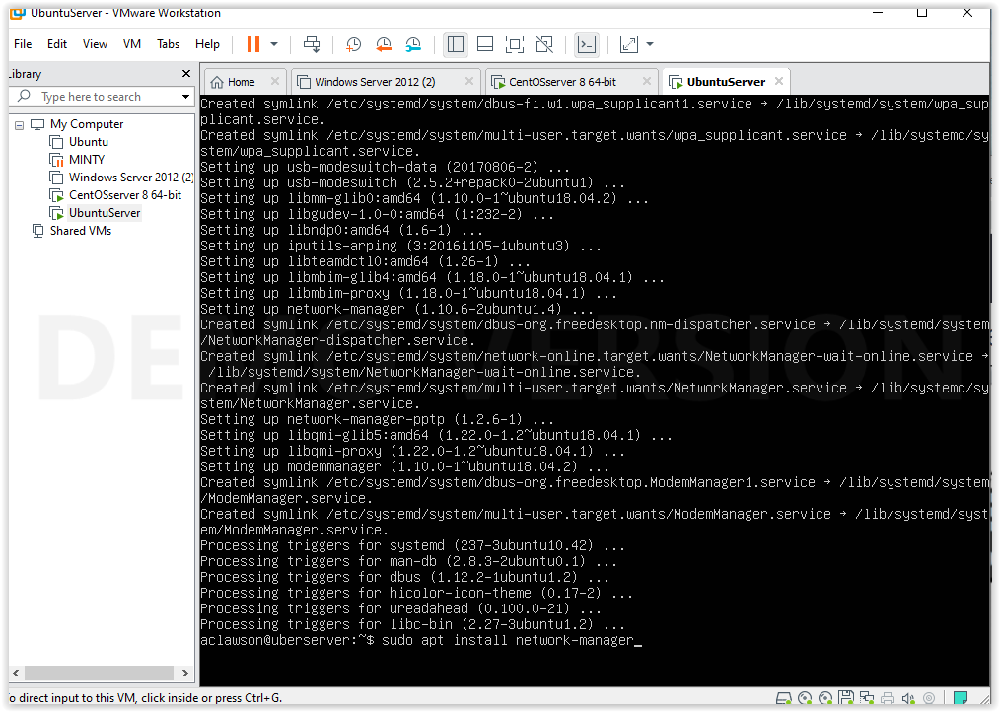 UbuntuServer - VMware Workstation
File Edit View VM Tabs Help
Library
Type here to search
My Computer
Ubuntu
MINTY
Windows Server 2012 (2)
CentOSserver 8 64-bit
UbuntuServer
Shared VMs
Home Windows Server 2012 (2) CentOSserver 8 64-bit UbuntuServer
Created symlink /etc/systemd/system/dbus-fi.w1.wpa_supplicant1.service → /lib/systemd/system/wpa_sup
plicant.service.
Created symlink /etc/systemd/system/multi-user.target.wants/wpa_supplicant.service → /lib/systemd/sy
stem/wpa_supplicant.service.
Setting up usb-modeswitch-data (20170806-2) ...
Setting up usb-modeswitch (2.5.2+repack0-2ubuntu1) ...
Setting up libmm-glib0:amd64 (1.10.0-1~ubuntu18.04.2) ...
Setting up libgudev-1.0-0:amd64 (1:232-2) ...
Setting up libndp0:amd64 (1.6-1) ...
Setting up iputils-arping (3:20161105-1ubuntu3) ...
Setting up libteamdctl0:amd64 (1.26-1) ...
Setting up libmbim-glib4:amd64 (1.18.0-1~ubuntu18.04.1) ...
Setting up libmbim-proxy (1.18.0-1~ubuntu18.04.1) ...
Setting up network-manager (1.10.6-2ubuntu1.4) ...
Created symlink /etc/systemd/system/dbus-org.freedesktop.nm-dispatcher.service → /lib/systemd/system
/NetworkManager-dispatcher.service.
Created symlink /etc/systemd/system/network-online.target.wants/NetworkManager-wait-online.service →
/lib/systemd/system/NetworkManager-wait-online.service.
Created symlink /etc/systemd/system/multi-user.target.wants/NetworkManager.service → /lib/systemd/sy
stem/NetworkManager.service.
Setting up network-manager-pptp (1.2.6-1) ...
Setting up libqmi-glib5:amd64 (1.22.0-1.2~ubuntu18.04.1) ...
Setting up libqmi-proxy (1.22.0-1.2~ubuntu18.04.1) ...
Setting up modemmanager (1.10.0-1~ubuntu18.04.2) ...
Created symlink /etc/systemd/system/dbus-org.freedesktop.ModemManager1.service → /lib/systemd/system
/ModemManager.service.
Created symlink /etc/systemd/system/multi-user.target.wants/ModemManager.service → /lib/systemd/syst
em/ModemManager.service.
Processing triggers for systemd (237-3ubuntu10.42) ...
Processing triggers for man-db (2.8.3-2ubuntu0.1) ...
Processing triggers for dbus (1.12.2-1ubuntu1.2) ...
Processing triggers for hicolor-icon-theme (0.17-2) ...
Processing triggers for ureadahead (0.100.0-21) ...
Processing triggers for libc-bin (2.27-3ubuntu1.2) ...
aclawson@uberserver:~$ sudo apt install network-manager_
To direct input to this VM, click inside or press Ctrl+G.